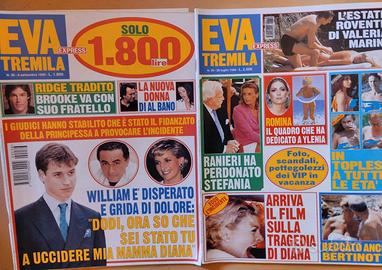 EVA
EXPRESS
TREMILA
SOLO
1.800
lire
RIDGE TRADITO
BROOKE VA CON
SUO FRATELLO
LA NUOVA
DONNA
DI AL BANO
I GIUDICI HANNO STABILITO CHE È STATO IL FIDANZATO
DELLA PRINCIPESSA A PROVOCARE L'INCIDENTE
WILLIAM È DISPERATO
E GRIDA DI DOLORE:
"DODI, ORA SO CHE
SEI STATO TU
A UCCIDERE MIA MAMMA DIANA"
EVA
EXPRESS
TREMILA
L'ESTATE
ROVENTE
DI VALERIA
MARINI
RANIERI HA
PERDONATO
STEFANIA
ROMINA
IL QUADRO CHE HA
DEDICATO A YLENIA
Foto,
scandali,
pettegolezzi
dei VIP in
vacanza
IN
TOPLESS
A TUTTE
LE ETA'
ARRIVA
IL FILM
SULLA
TRAGEDIA
DI DIANA
BECCATO ANCHE
BERTINOTTI